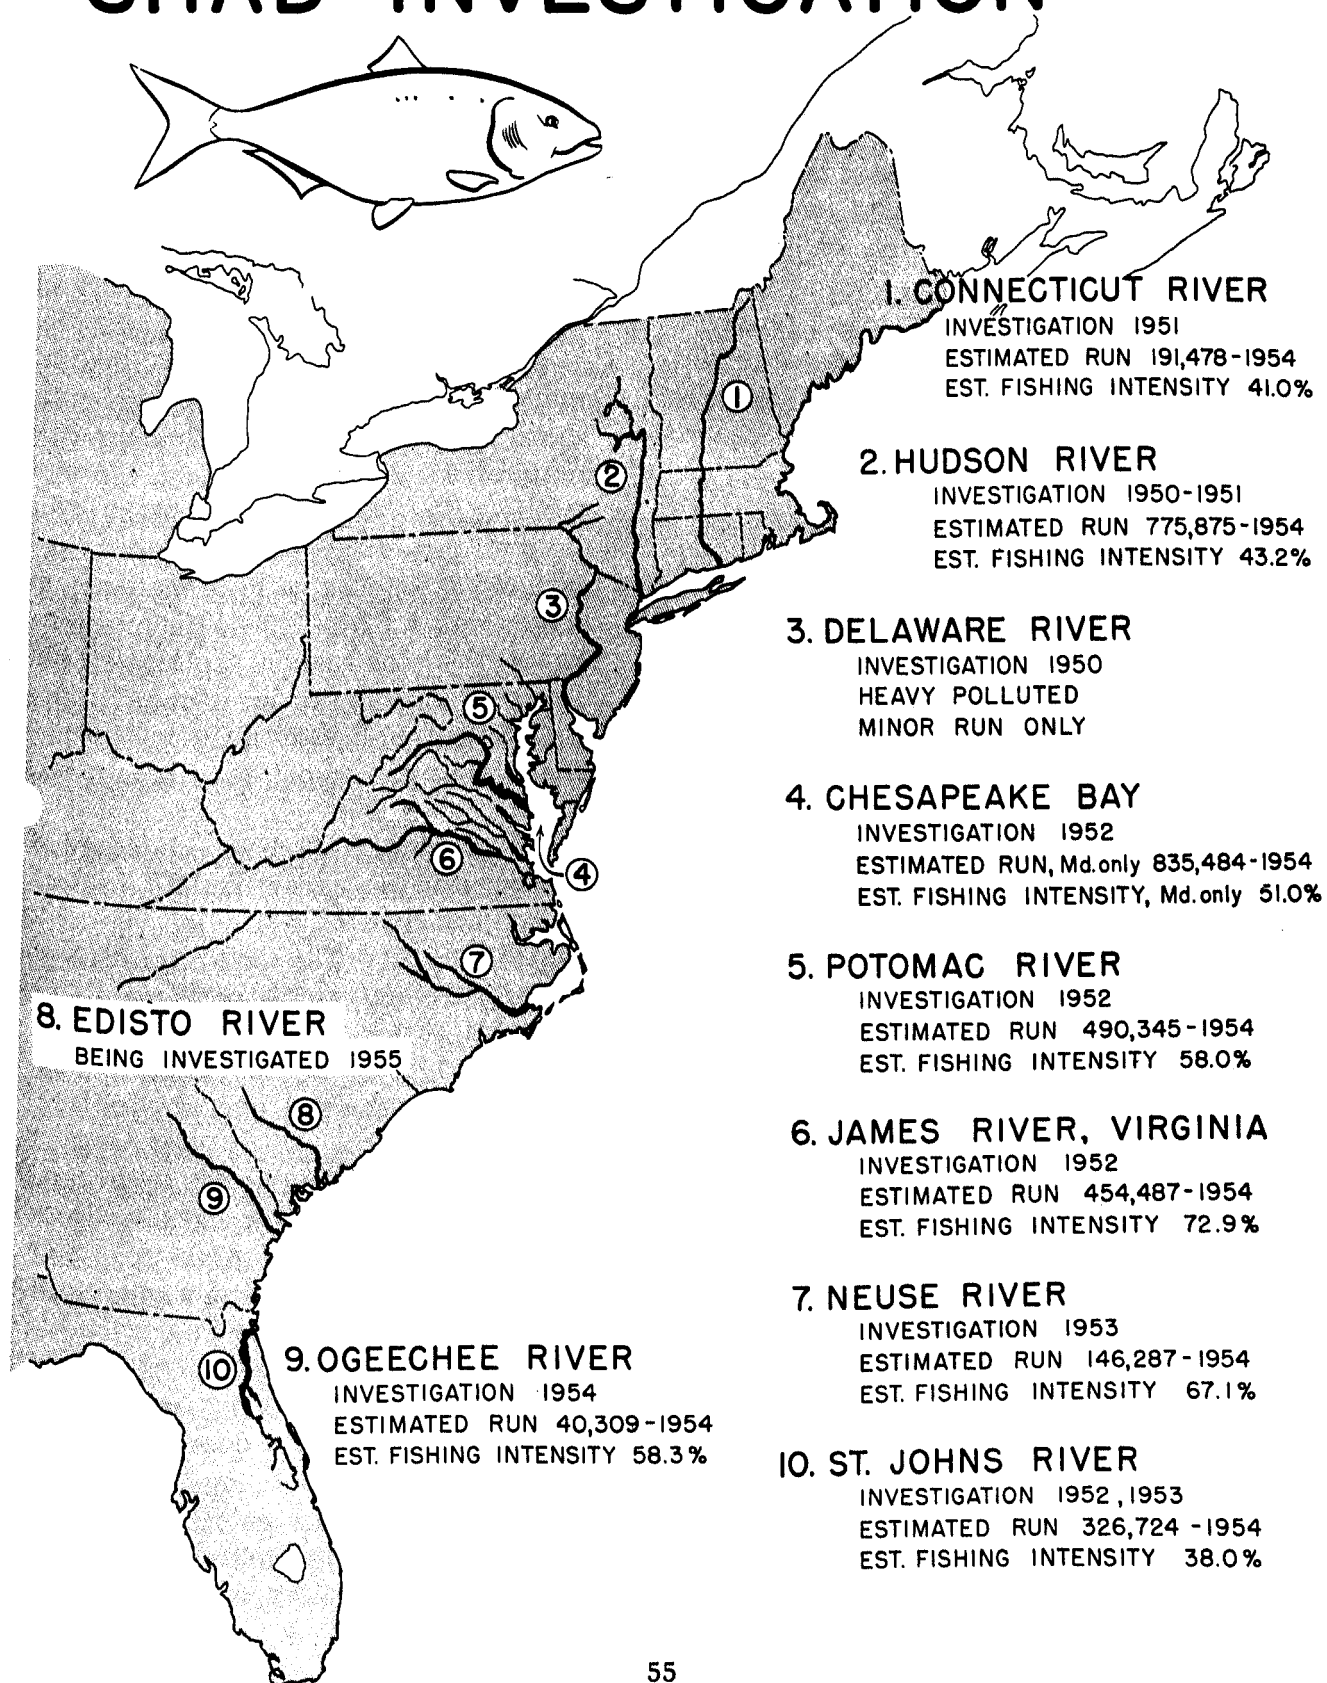 SHAD INVESTIGATION
1. CONNECTICUT RIVER
INVESTIGATION 1951
ESTIMATED RUN 191,478-1954
EST. FISHING INTENSITY 41.0%
2. HUDSON RIVER
INVESTIGATION 1950-1951
ESTIMATED RUN 775,875-1954
EST. FISHING INTENSITY 43.2%
3. DELAWARE RIVER
INVESTIGATION 1950
HEAVY POLLUTED
MINOR RUN ONLY
4. CHESAPEAKE BAY
INVESTIGATION 1952
ESTIMATED RUN, Md. only 835,484-1954
EST. FISHING INTENSITY, Md. only 51.0%
5. POTOMAC RIVER
INVESTIGATION 1952
ESTIMATED RUN 490,345-1954
EST. FISHING INTENSITY 58.0%
6. JAMES RIVER, VIRGINIA
INVESTIGATION 1952
ESTIMATED RUN 454,487-1954
EST. FISHING INTENSITY 72.9%
7. NEUSE RIVER
INVESTIGATION 1953
ESTIMATED RUN 146,287-1954
EST. FISHING INTENSITY 67.1%
8. EDISTO RIVER
BEING INVESTIGATED 1955
9. OGEECHEE RIVER
INVESTIGATION 1954
ESTIMATED RUN 40,309-1954
EST. FISHING INTENSITY 58.3%
10. ST. JOHNS RIVER
INVESTIGATION 1952, 1953
ESTIMATED RUN 326,724-1954
EST. FISHING INTENSITY 38.0%
1
2
3
5
6
4
7
8
9
10
55